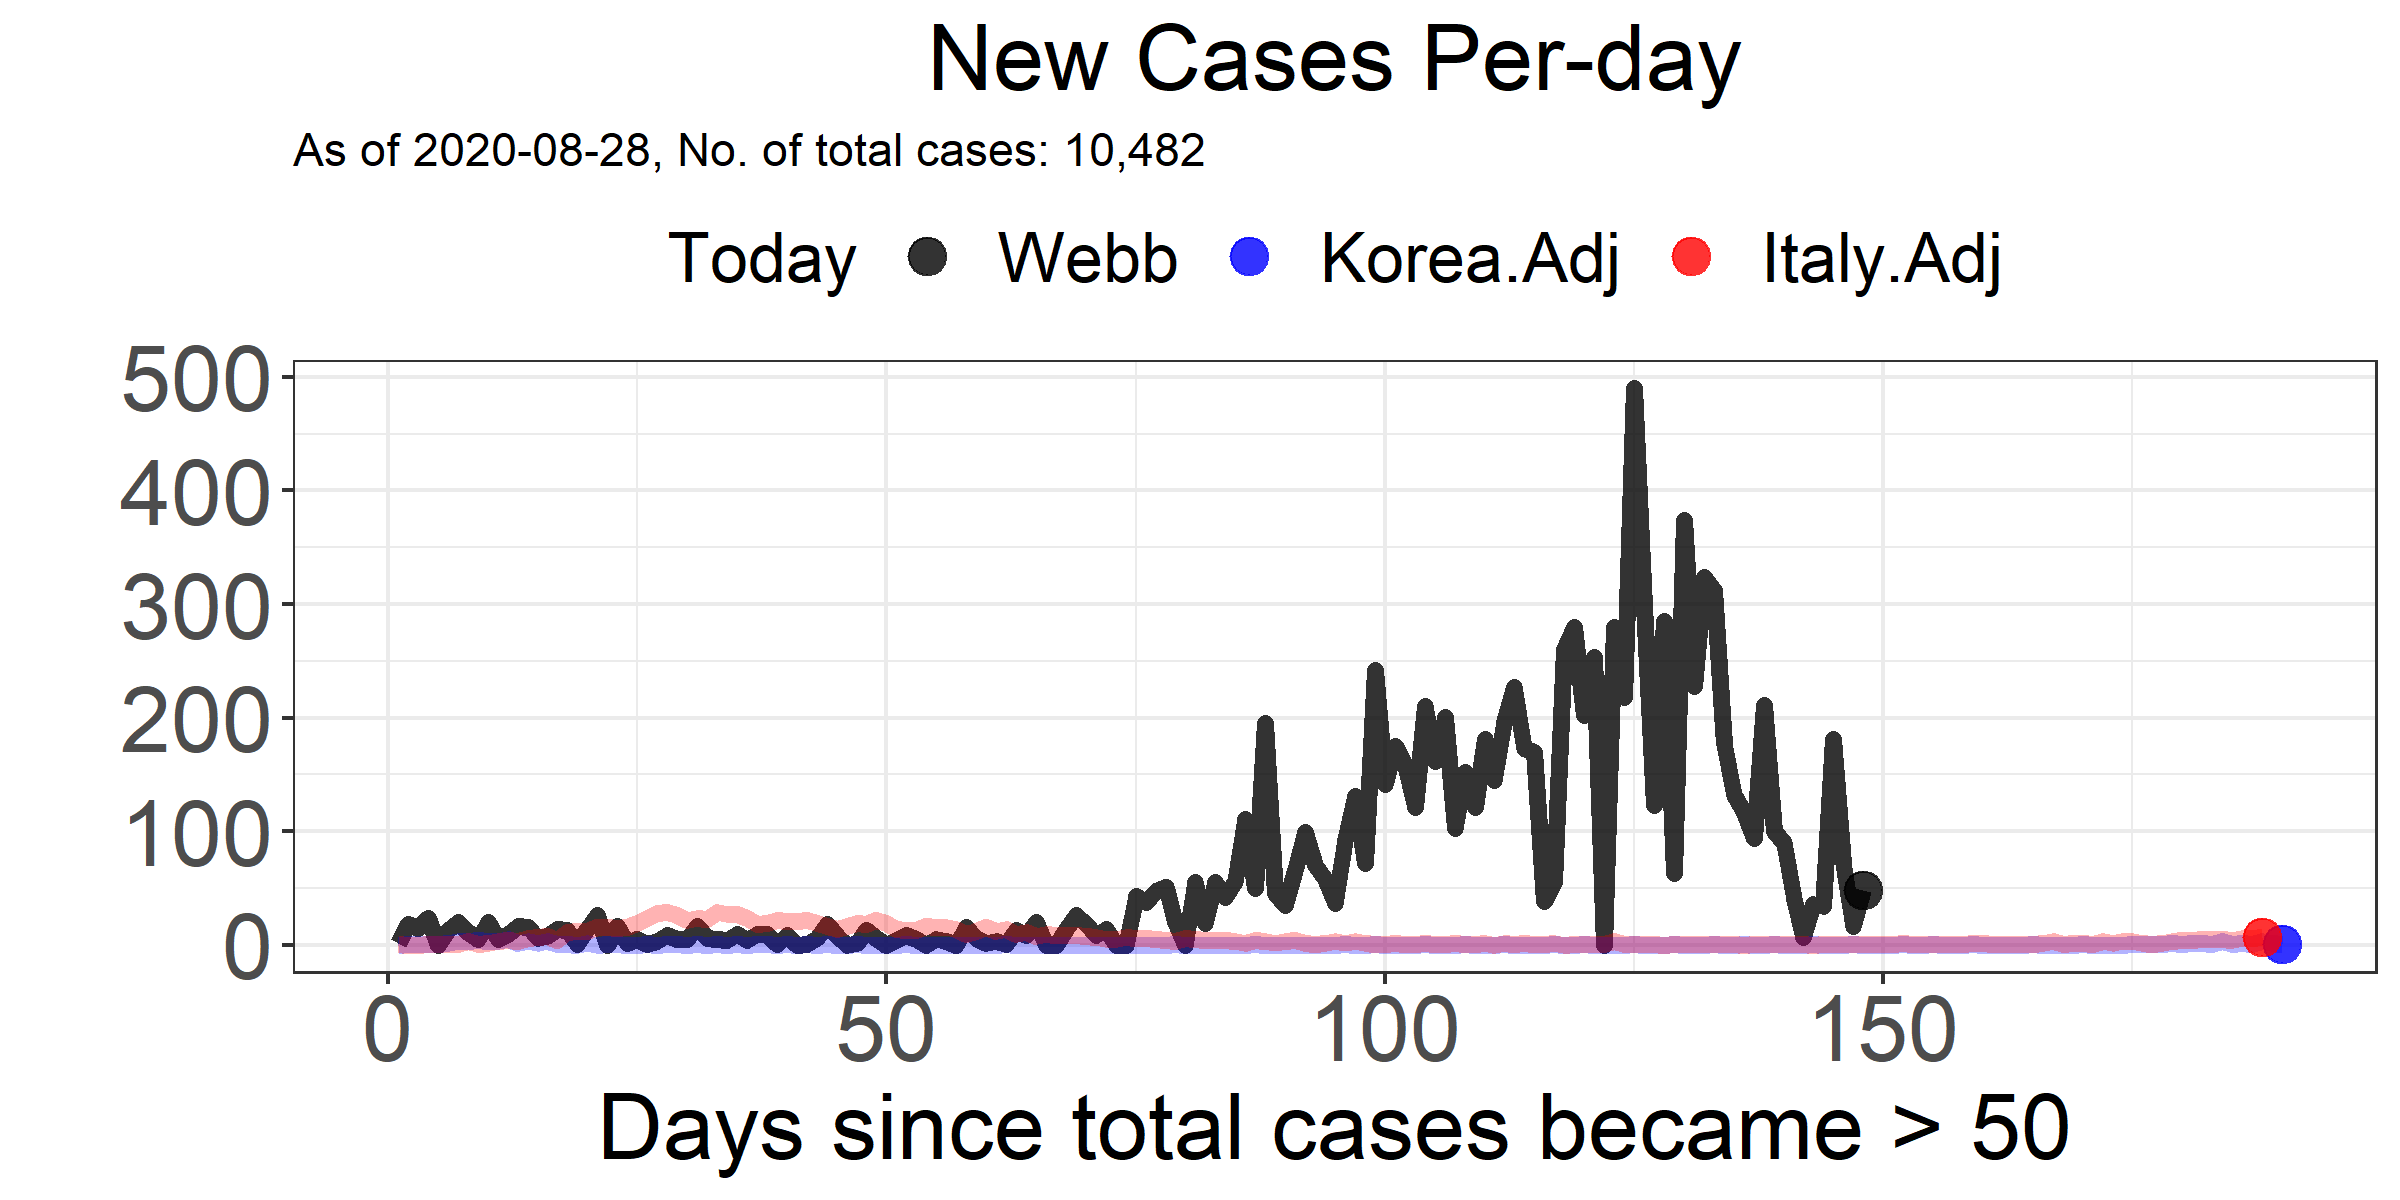 New Cases Per-day
As of 2020-08-28, No. of total cases: 10,482
Today Webb Korea.Adj Italy.Adj
500
400
300
200
100
0
0 50 100 150
Days since total cases became > 50